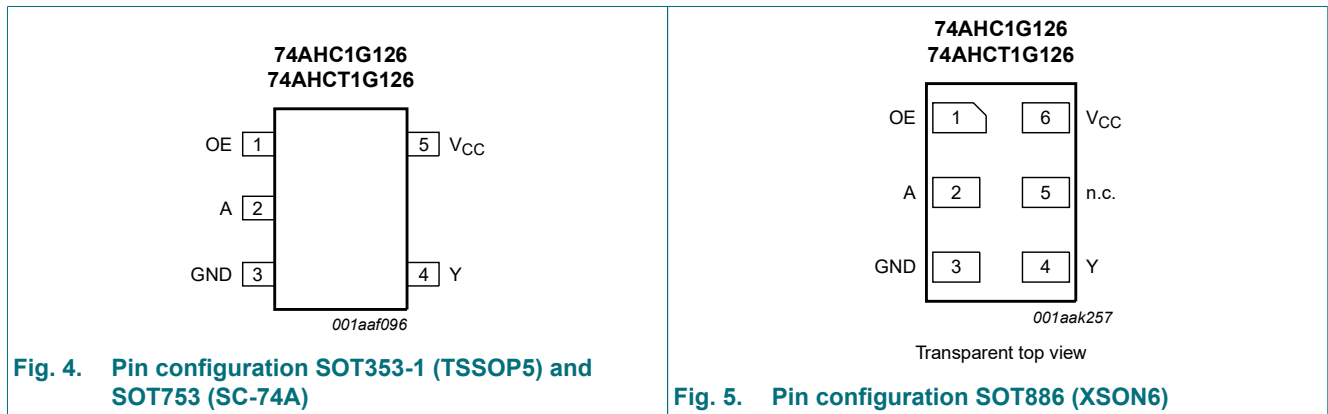 74AHC1G126
74AHCT1G126
OE 1
5 VCC
A 2
GND 3
4 Y
001aaf096
Fig. 4. Pin configuration SOT353-1 (TSSOP5) and
SOT753 (SC-74A)
74AHC1G126
74AHCT1G126
OE 1
6 VCC
A 2
5 n.c.
GND 3
4 Y
001aak257
Transparent top view
Fig. 5. Pin configuration SOT886 (XSON6)